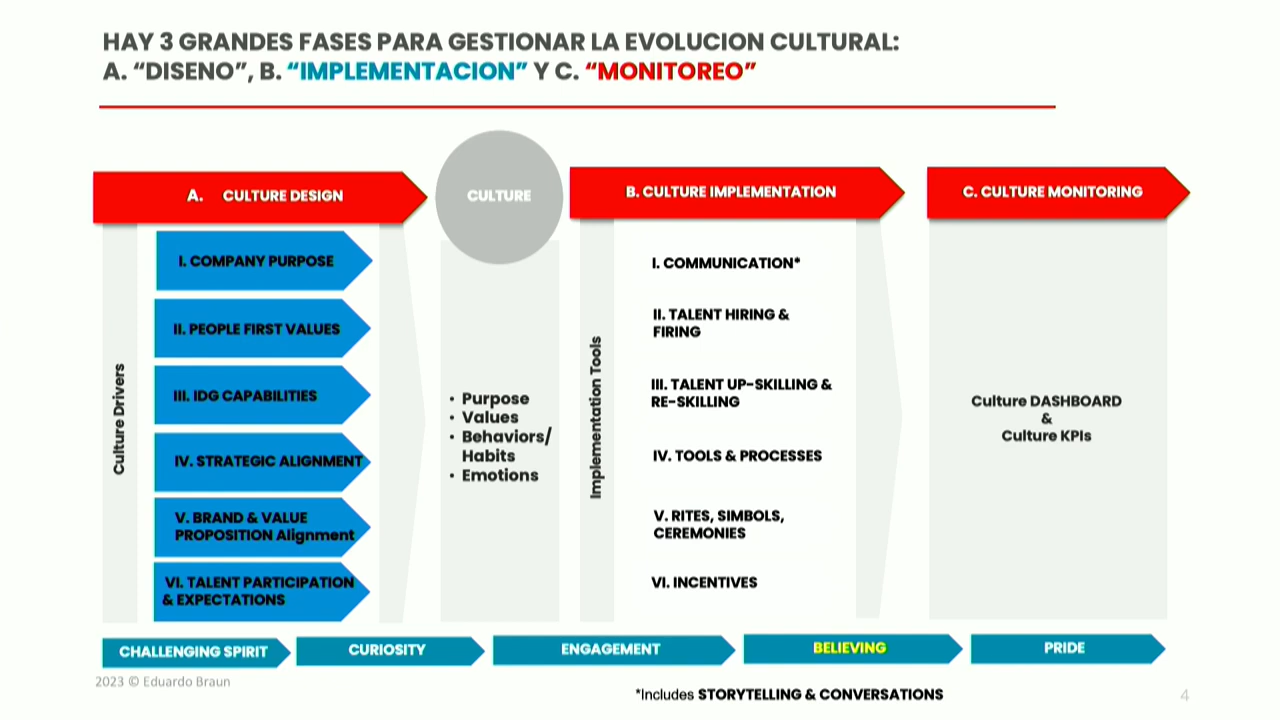 HAY 3 GRANDES FASES PARA GESTIONAR LA EVOLUCION CULTURAL:
A. “DISENO”, B. “IMPLEMENTACION” Y C. “MONITOREO”
A. CULTURE DESIGN
CULTURE
B. CULTURE IMPLEMENTATION
C. CULTURE MONITORING
Culture Drivers
I. COMPANY PURPOSE
II. PEOPLE FIRST VALUES
III. IDG CAPABILITIES
IV. STRATEGIC ALIGNMENT
V. BRAND & VALUE
PROPOSITION Alignment
VI. TALENT PARTICIPATION
& EXPECTATIONS
• Purpose
• Values
• Behaviors/
Habits
• Emotions
Implementation Tools
I. COMMUNICATION*
II. TALENT HIRING &
FIRING
III. TALENT UP-SKILLING &
RE-SKILLING
IV. TOOLS & PROCESSES
V. RITES, SIMBOLS,
CEREMONIES
VI. INCENTIVES
Culture DASHBOARD
&
Culture KPIs
CHALLENGING SPIRIT
CURIOSITY
ENGAGEMENT
BELIEVING
PRIDE
2023 © Eduardo Braun
*Includes STORYTELLING & CONVERSATIONS
4